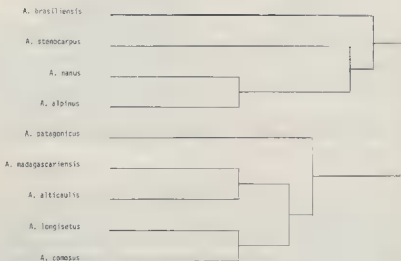 A. brasiliensis
A. stenocarpus
A. nanus
A. alpinus
A. patagonicus
A. madagascariensis
A. alticaulis
A. longisetus
A. comosus